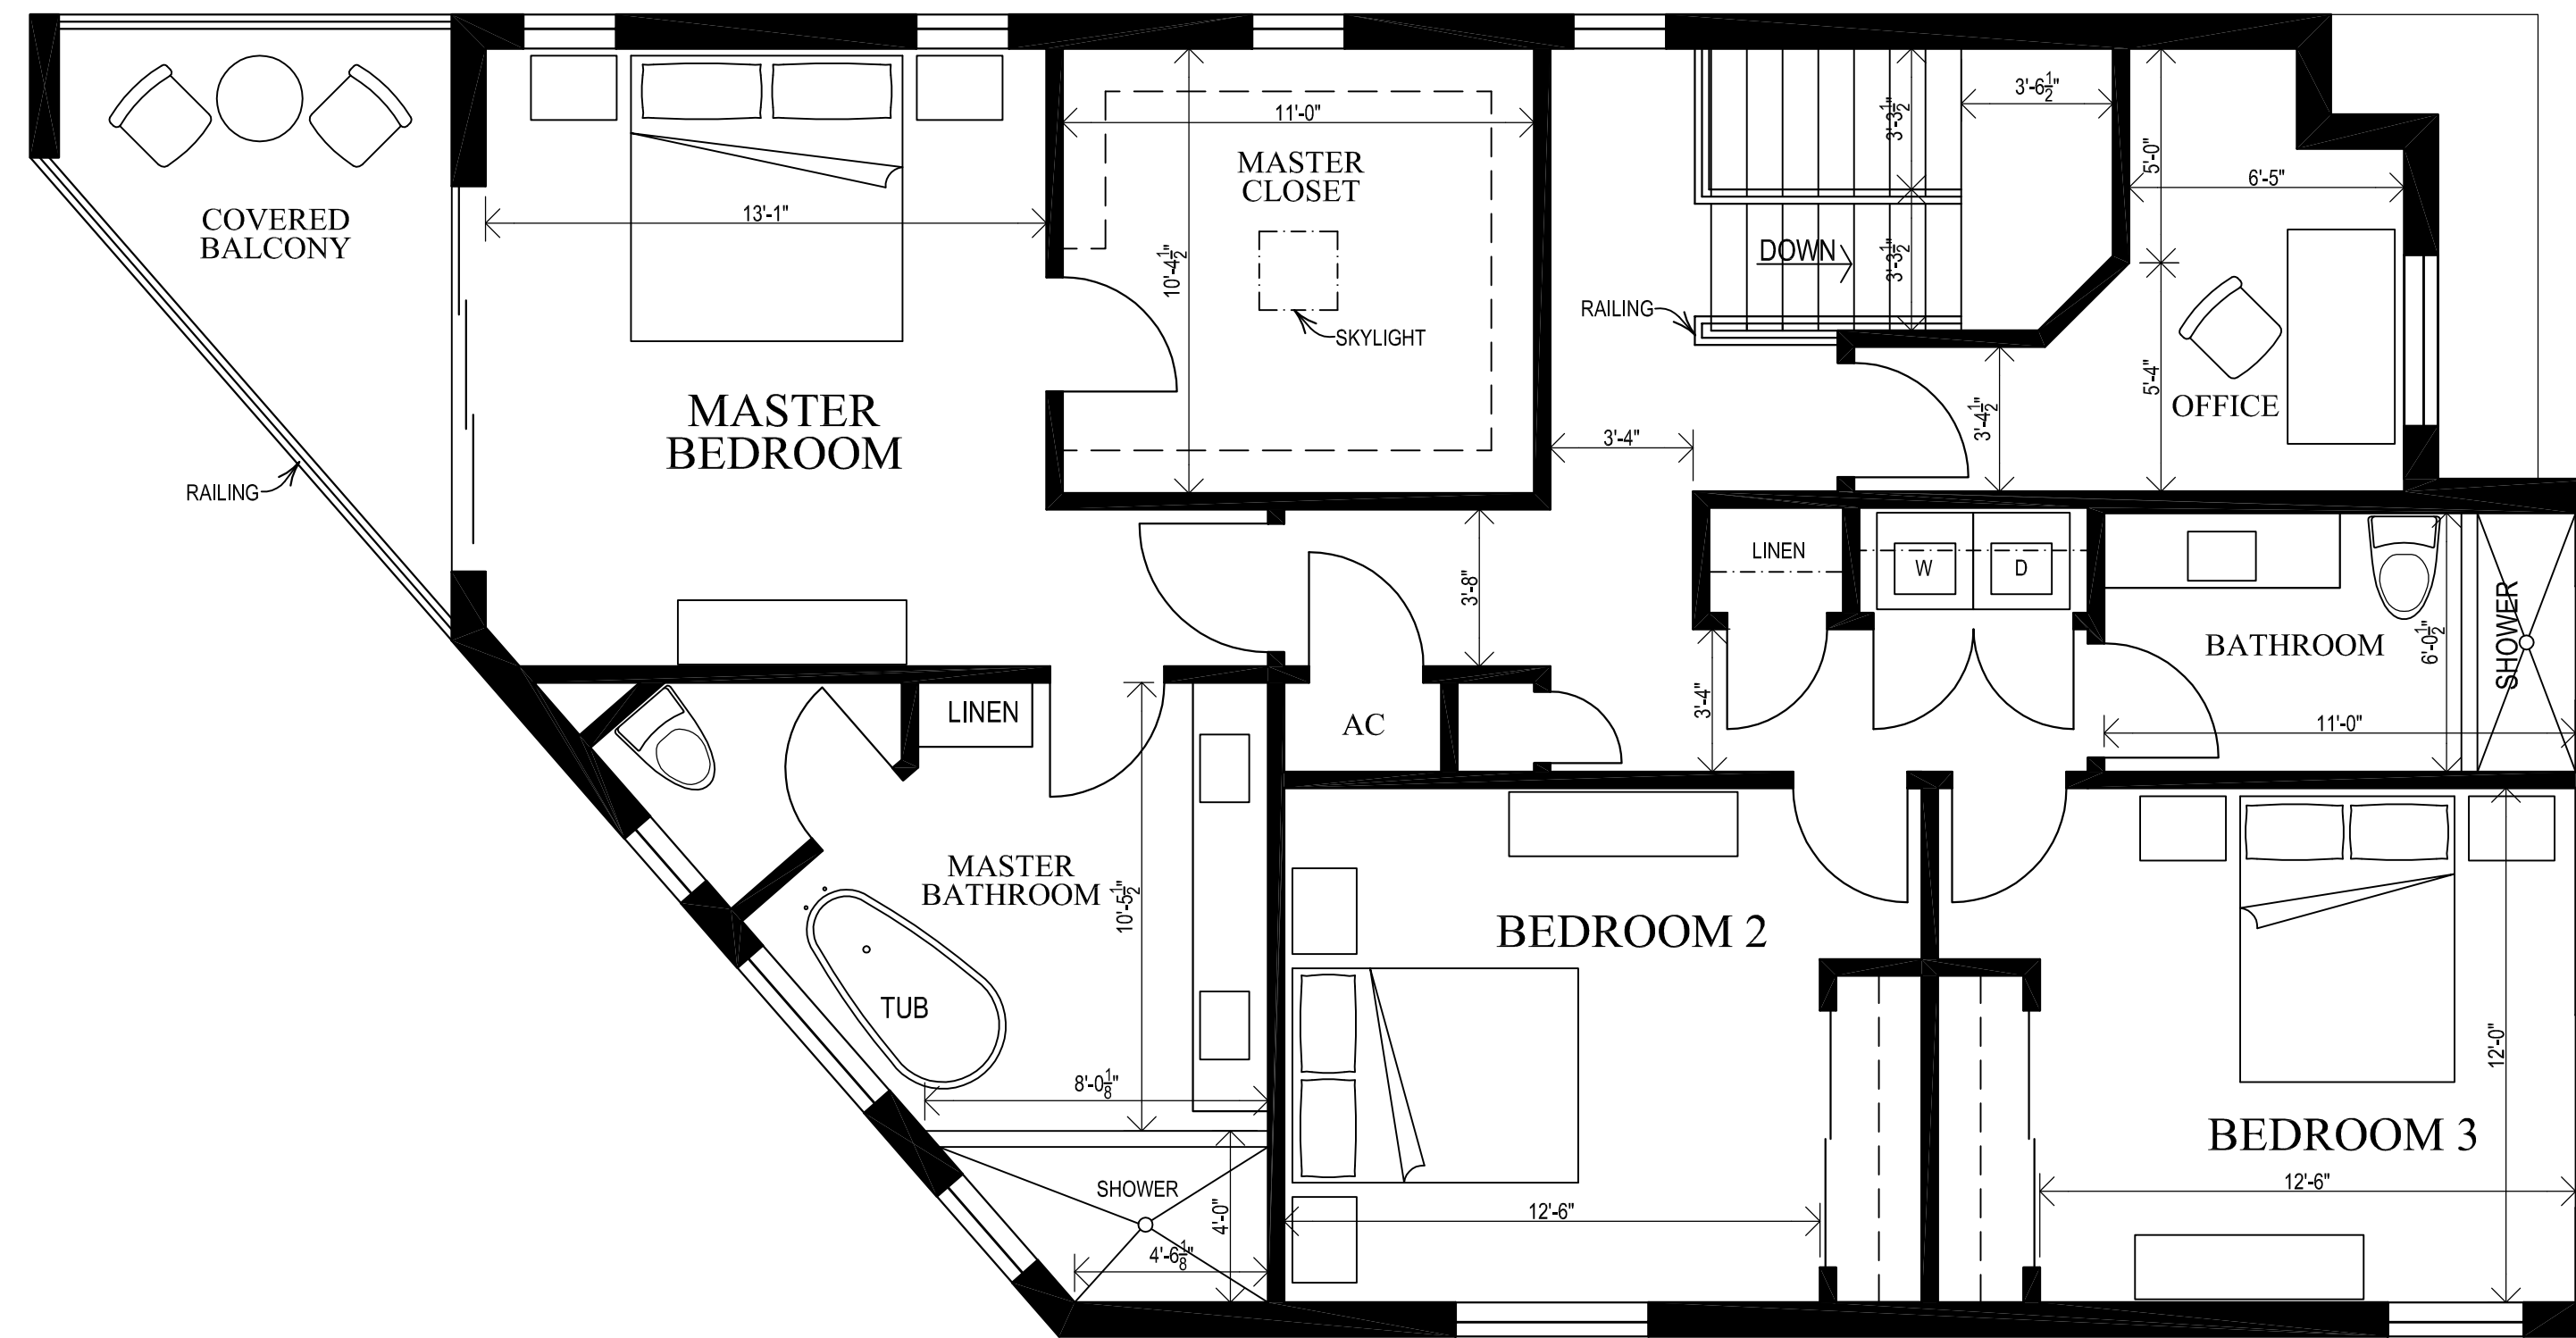 3'-6½"
11'-0"
3'-3½"
MASTER
CLOSET
5'-0"
6'-5"
COVERED
BALCONY
13'-1"
10'-4½"
DOWN
3'-3½"
RAILING
SKYLIGHT
MASTER
BEDROOM
5'-4"
OFFICE
3'-4½"
3'-4"
RAILING
LINEN
W
D
3'-8"
SHOWER
BATHROOM
6'-0½"
3'-4"
LINEN
AC
11'-0"
MASTER
BATHROOM
10'-5½"
BEDROOM 2
TUB
12'-0"
8'-0⅛"
BEDROOM 3
SHOWER
12'-6"
4'-0"
12'-6"
4'-6⅛"